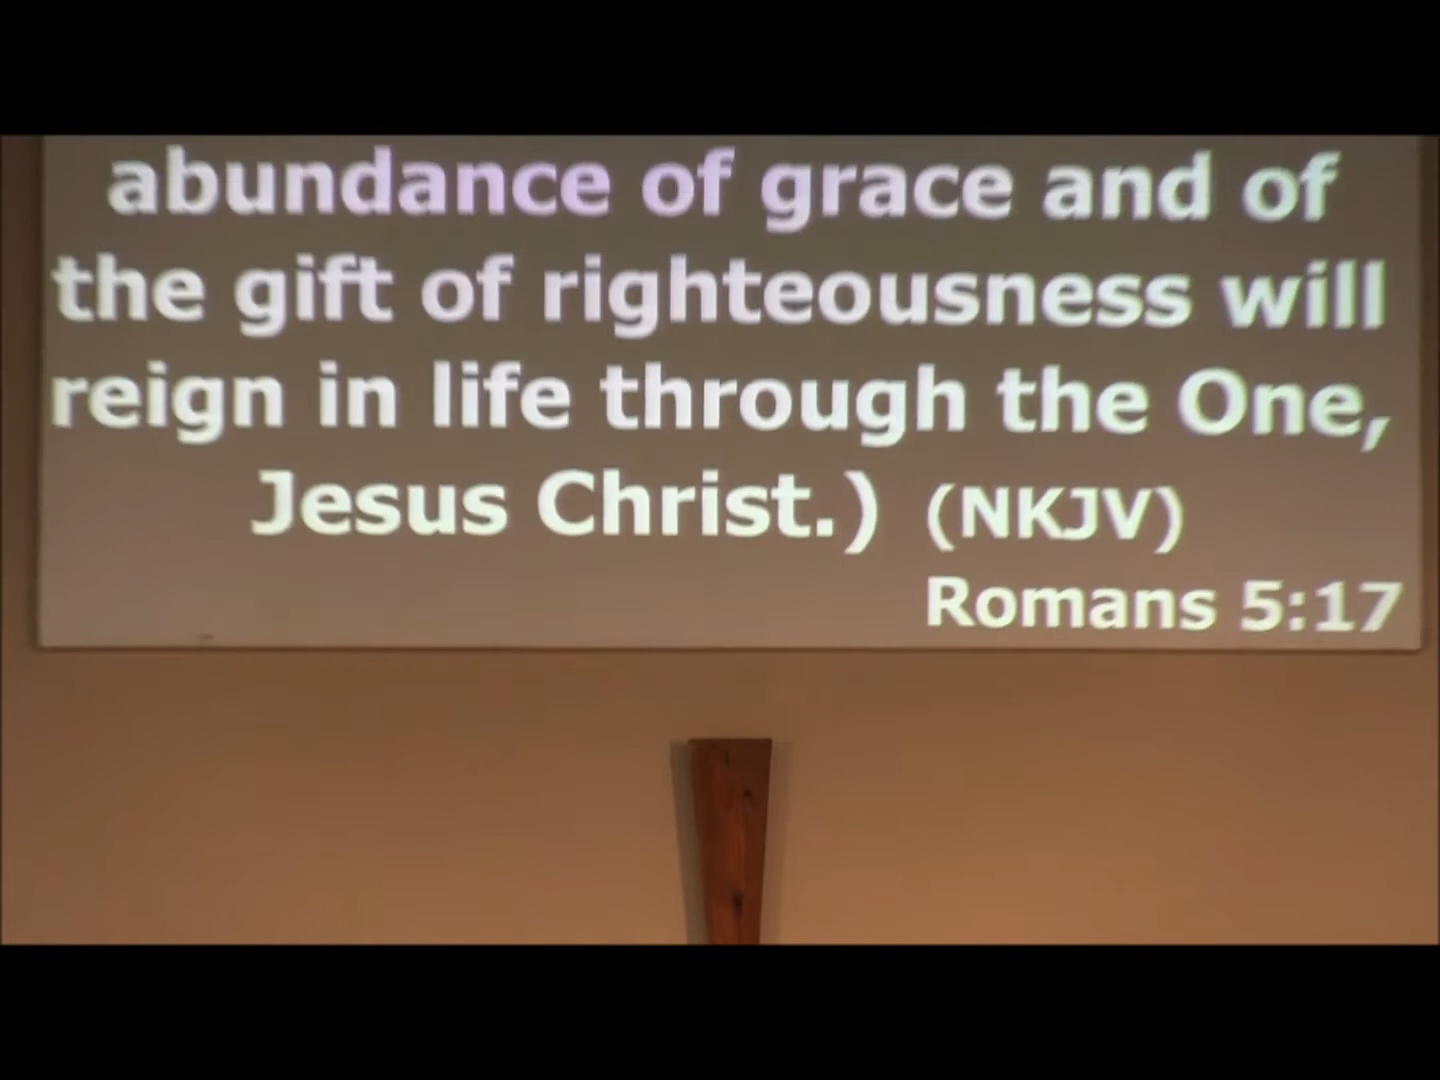 abundance of grace and of
the gift of righteousness will
reign in life through the One,
Jesus Christ.) (NKJV)
Romans 5:17